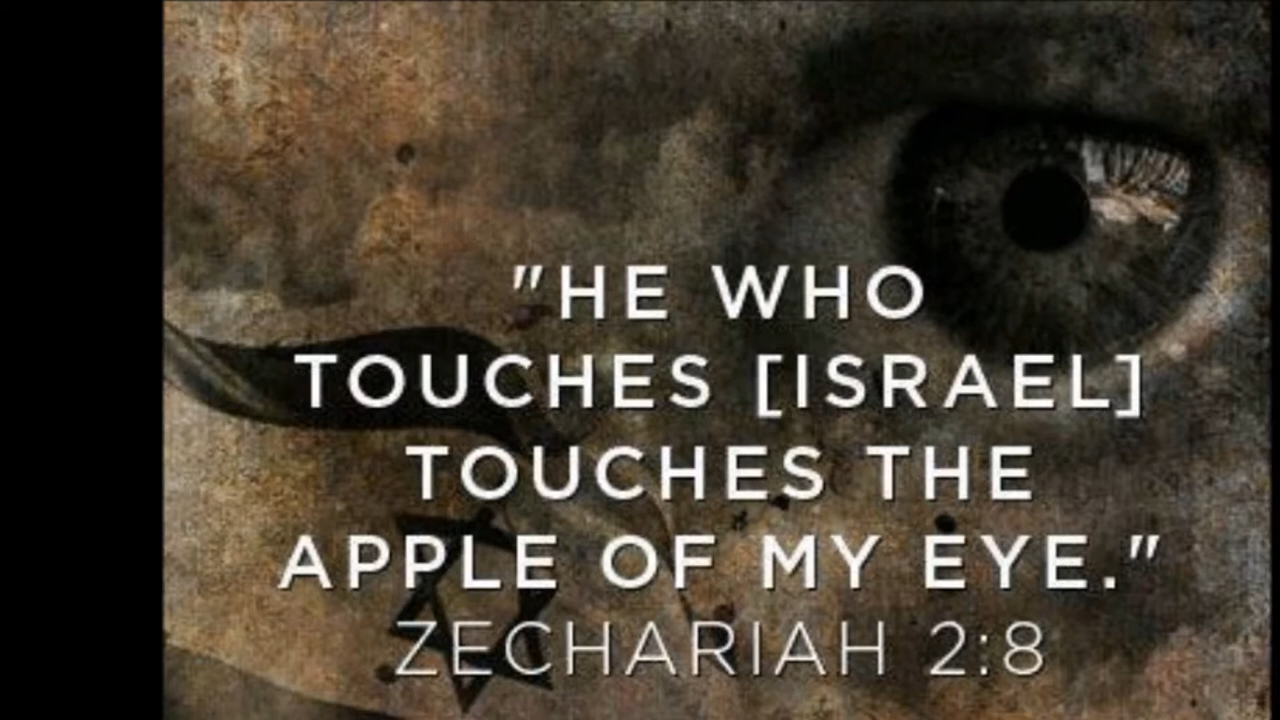 "HE WHO
TOUCHES [ISRAEL]
TOUCHES THE
APPLE OF MY EYE."
ZECHARIAH 2:8